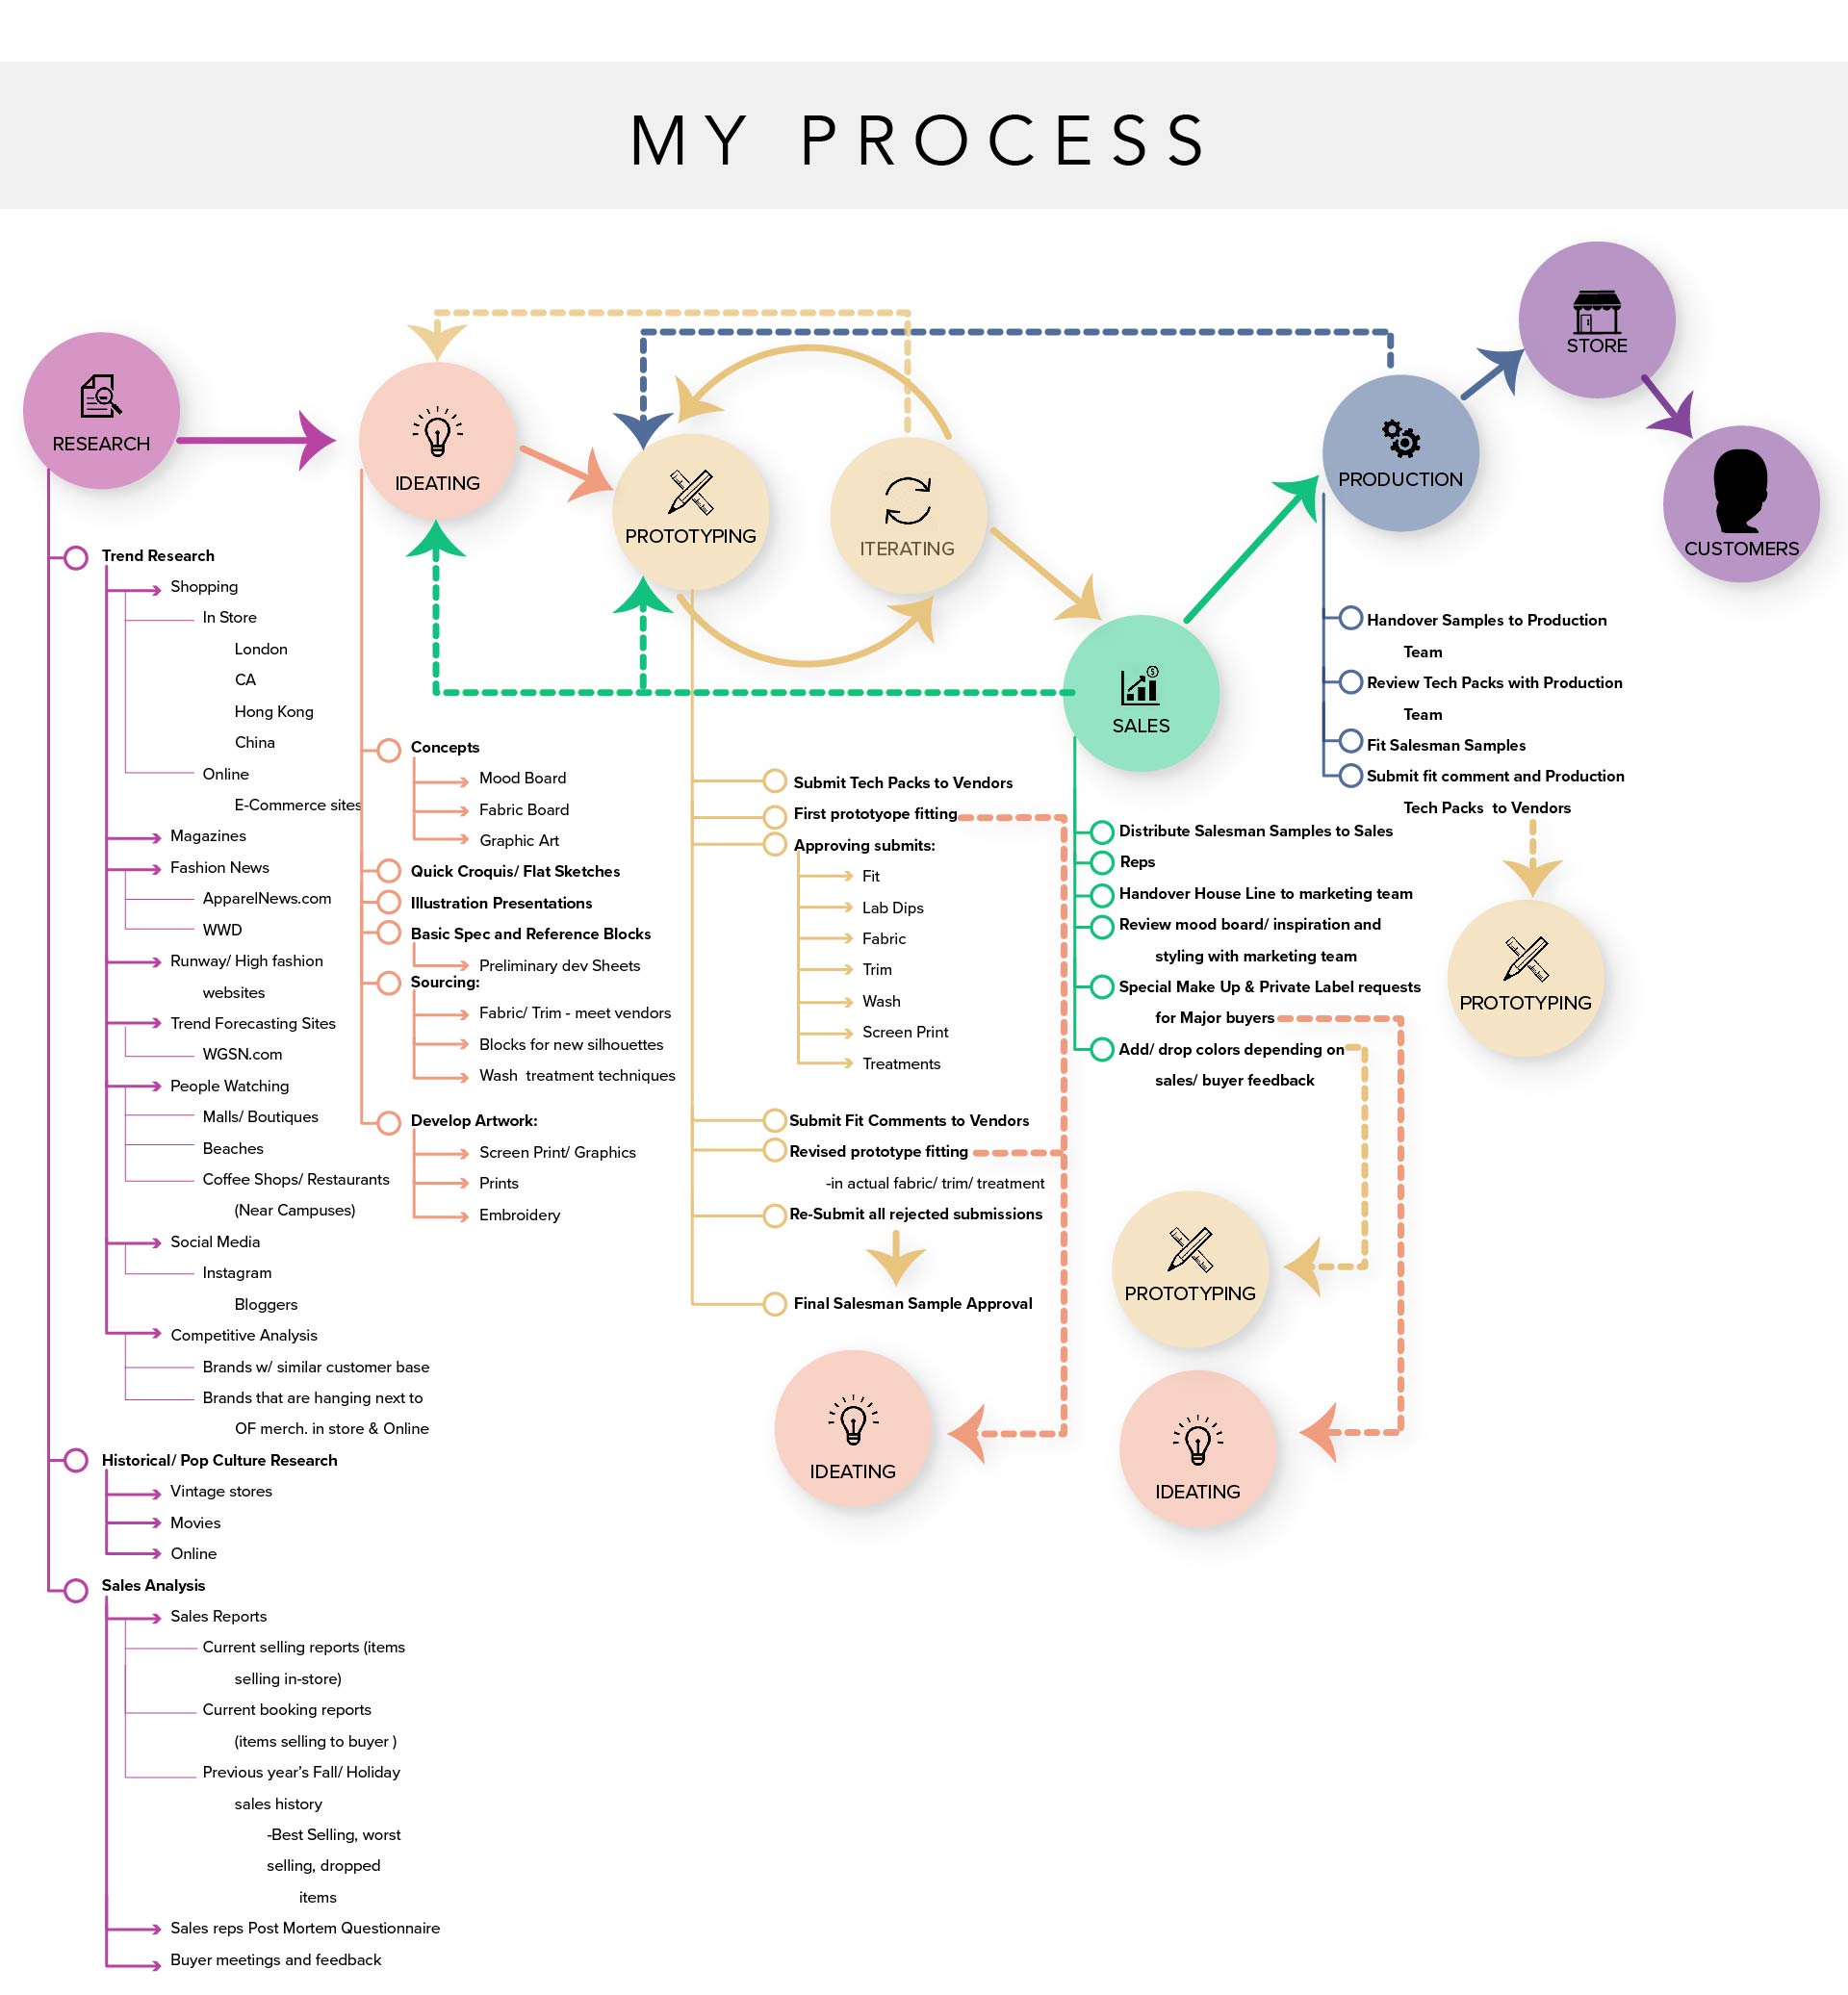 MY PROCESS
RESEARCH
IDEATING
PROTOTYPING
ITERATING
SALES
PRODUCTION
STORE
CUSTOMERS
Trend Research
Shopping
In Store
London
CA
Hong Kong
China
Online
E-Commerce sites
Magazines
Fashion News
ApparelNews.com
WWD
Runway/ High fashion
websites
Trend Forecasting Sites
WGSN.com
People Watching
Malls/ Boutiques
Beaches
Coffee Shops/ Restaurants
(Near Campuses)
Social Media
Instagram
Bloggers
Competitive Analysis
Brands w/ similar customer base
Brands that are hanging next to
OF merch. in store & Online
Historical/ Pop Culture Research
Vintage stores
Movies
Online
Sales Analysis
Sales Reports
Current selling reports (items
selling in-store)
Current booking reports
(items selling to buyer )
Previous year's Fall/ Holiday
sales history
-Best Selling, worst
selling, dropped
items
Sales reps Post Mortem Questionnaire
Buyer meetings and feedback
Concepts
Mood Board
Fabric Board
Graphic Art
Quick Croquis/ Flat Sketches
Illustration Presentations
Basic Spec and Reference Blocks
Preliminary dev Sheets
Sourcing:
Fabric/ Trim - meet vendors
Blocks for new silhouettes
Wash  treatment techniques
Develop Artwork:
Screen Print/ Graphics
Prints
Embroidery
Submit Tech Packs to Vendors
First prototyope fitting
Approving submits:
Fit
Lab Dips
Fabric
Trim
Wash
Screen Print
Treatments
Submit Fit Comments to Vendors
Revised prototype fitting
-in actual fabric/ trim/ treatment
Re-Submit all rejected submissions
Final Salesman Sample Approval
IDEATING
Distribute Salesman Samples to Sales
Reps
Handover House Line to marketing team
Review mood board/ inspiration and
styling with marketing team
Special Make Up & Private Label requests
for Major buyers
Add/ drop colors depending on
sales/ buyer feedback
PROTOTYPING
IDEATING
Handover Samples to Production
Team
Review Tech Packs with Production
Team
Fit Salesman Samples
Submit fit comment and Production
Tech Packs  to Vendors
PROTOTYPING